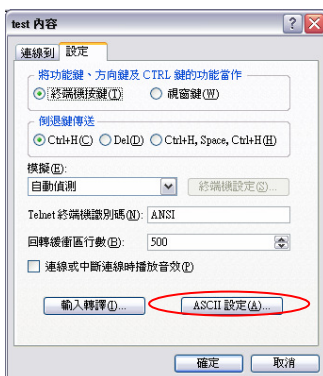 test 內容
連線到 設定
將功能鍵、方向鍵及 CTRL 鍵的功能當作
終端機按鍵(T) 視窗鍵(W)
倒退鍵傳送
Ctrl+H(C) Del(D) Ctrl+H, Space, Ctrl+H(H)
模擬(E):
自動偵測 終端機設定(S)...
Telnet 終端機識別碼(N): ANSI
回轉緩衝區行數(B): 500
連線或中斷連線時播放音效(P)
輸入轉譯(I)... ASCII 設定(A)...
確定 取消